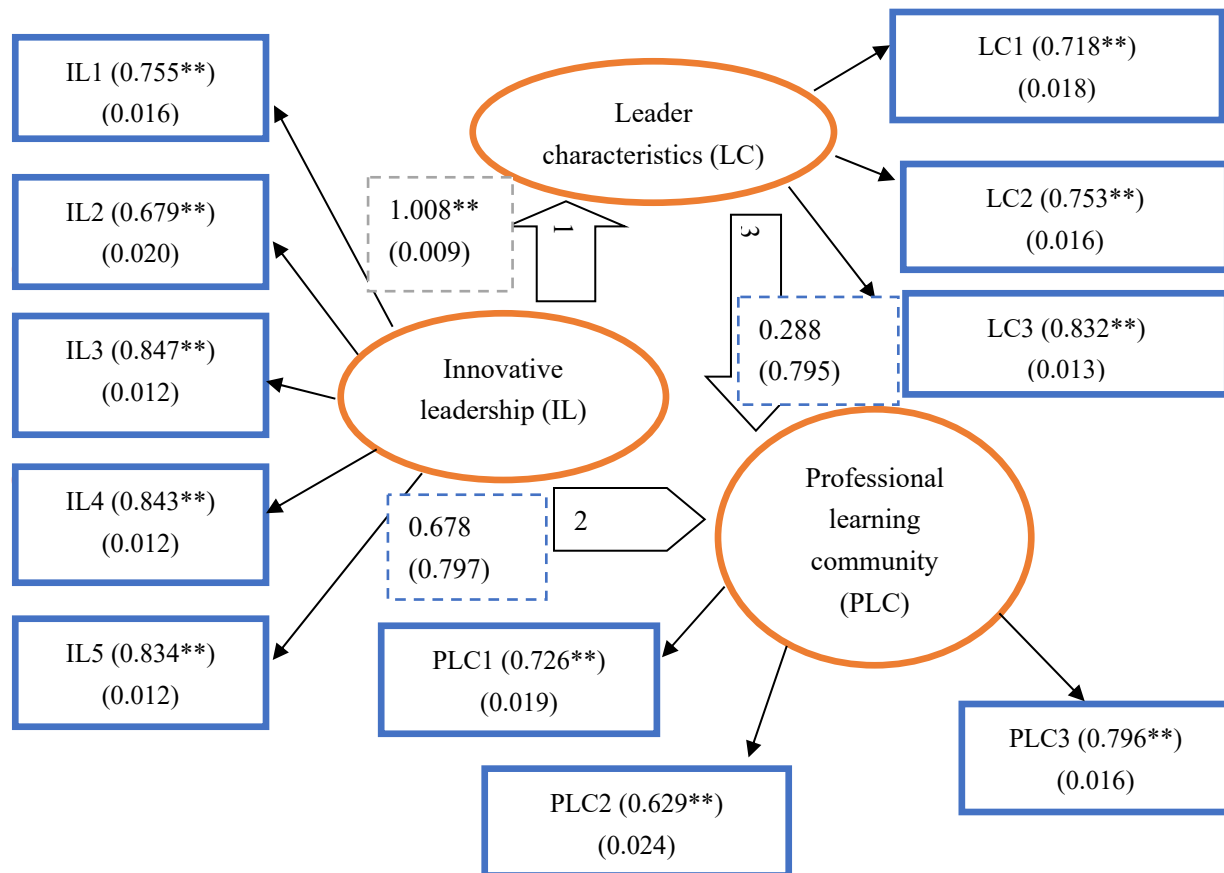 IL1 (0.755**)
(0.016)
IL2 (0.679**)
(0.020)
IL3 (0.847**)
(0.012)
IL4 (0.843**)
(0.012)
IL5 (0.834**)
(0.012)
Leader
characteristics (LC)
1.008**
(0.009)
1
3
LC1 (0.718**)
(0.018)
LC2 (0.753**)
(0.016)
LC3 (0.832**)
(0.013)
0.288
(0.795)
Innovative
leadership (IL)
0.678
(0.797)
2
Professional
learning
community
(PLC)
PLC1 (0.726**)
(0.019)
PLC2 (0.629**)
(0.024)
PLC3 (0.796**)
(0.016)